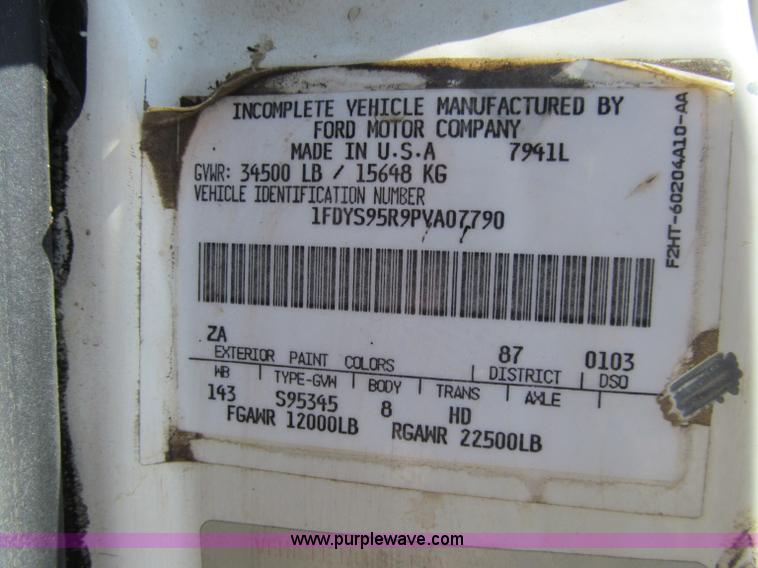 INCOMPLETE VEHICLE MANUFACTURED BY
FORD MOTOR COMPANY
MADE IN U.S.A 7941L
GVWR: 34500 LB / 15648 KG
VEHICLE IDENTIFICATION NUMBER
1FDYS95R9PVA07790
F2HT-60204A10-AA
ZA 87 0103
EXTERIOR PAINT COLORS DISTRICT DSO
WB TYPE-GVW BODY TRANS AXLE
143 S95345 8 HD
FGAWR 12000LB RGAWR 22500LB
www.purplewave.com